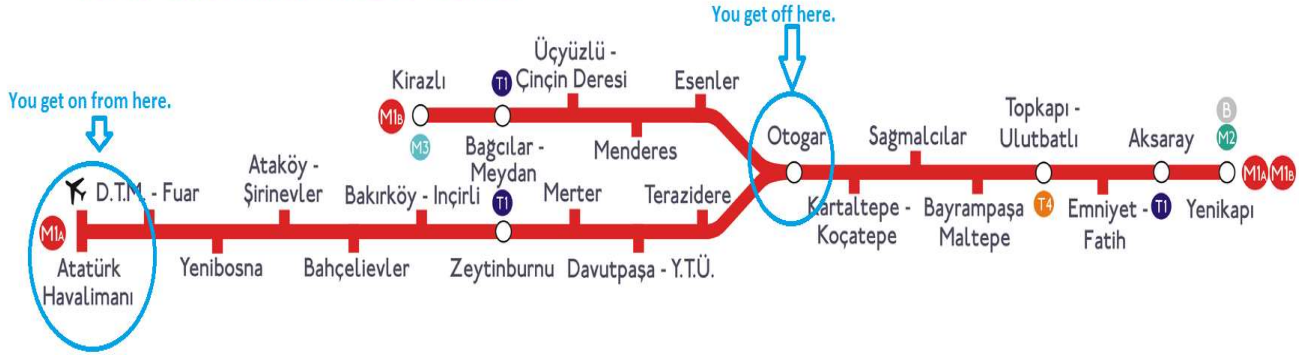 You get off here.
You get on from here.
Kirazlı
T1
Üçyüzlü -
Çinçin Deresi
Esenler
M1B
M3
Bağcılar -
Meydan
Menderes
Otogar
Sağmalcılar
Topkapı -
Ulutbatlı
Aksaray
B
M2
M1A
M1B
Kartaltepe -
Koçatepe
Bayrampaşa
Maltepe
T4
Emniyet -
Fatih
T1
Yenikapı
D.T.M. - Fuar
Ataköy -
Şirinevler
Bakırköy - Inçirli
T1
Merter
Terazidere
M1A
Atatürk
Havalimanı
Yenibosna
Bahçelievler
Zeytinburnu
Davutpaşa - Y.T.Ü.